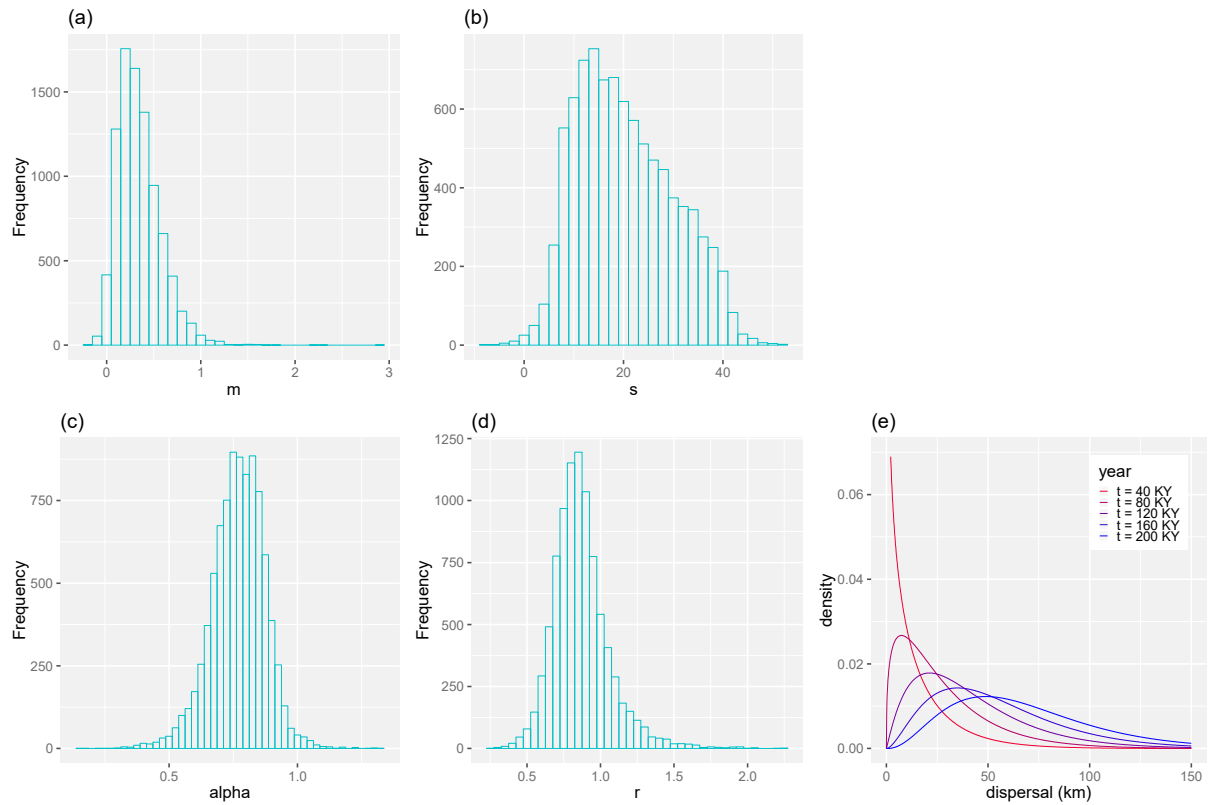 (a)
Frequency
1500
1000
500
0
0
1
2
3
m
(b)
Frequency
600
400
200
0
0
20
40
s
(c)
Frequency
750
500
250
0
0.5
1.0
alpha
(d)
Frequency
1250
1000
750
500
250
0
0.5
1.0
1.5
2.0
r
(e)
density
0.06
0.04
0.02
0.00
0
50
100
150
dispersal (km)
year
t = 40 KY
t = 80 KY
t = 120 KY
t = 160 KY
t = 200 KY